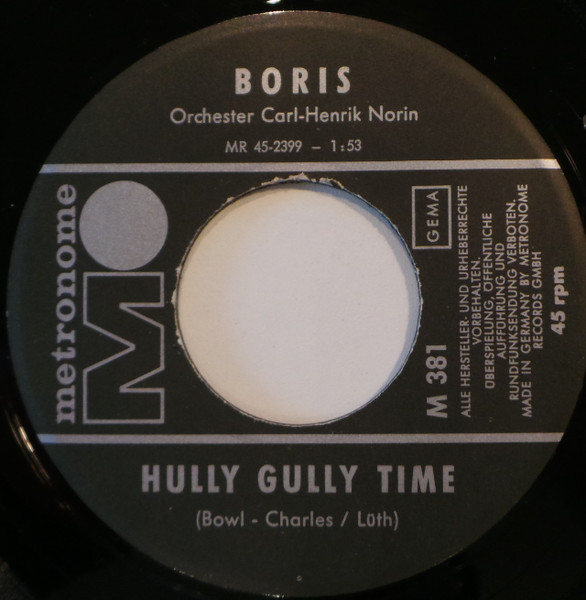 BORIS
Orchester Carl-Henrik Norin
MR 45-2399 – 1:53
metronome
GEMA
M 381
ALLE HERSTELLER- UND URHEBERRECHTE
VORBEHALTEN.
ÜBERSPIELUNG, ÖFFENTLICHE
AUFFÜHRUNG UND
RUNDFUNKSENDUNG VERBOTEN.
MADE IN GERMANY BY METRONOME
RECORDS GMBH
45 rpm
HULLY GULLY TIME
(Bowl - Charles / Lüth)